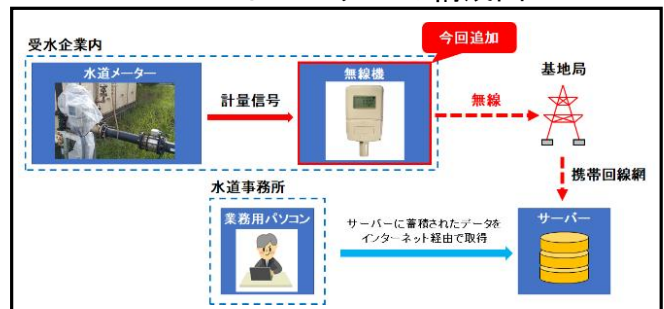 受水企業内
今回追加
水道メーター
計量信号
無線機
無線
基地局
携帯回線網
水道事務所
業務用パソコン
サーバーに蓄積されたデータを
インターネット経由で取得
サーバー